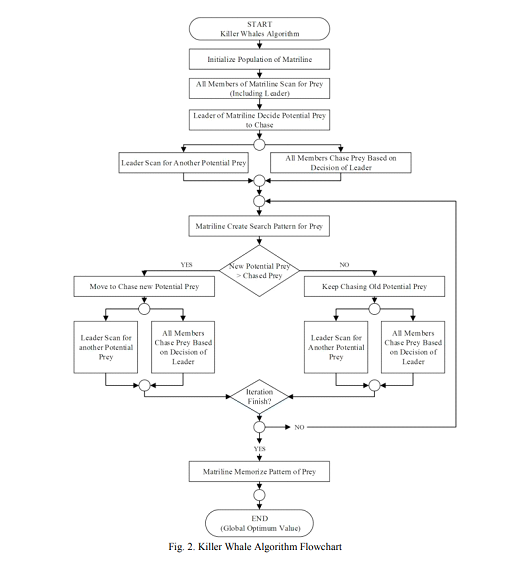 START
Killer Whales Algorithm
Initialize Population of Matriline
All Members of Matriline Scan for Prey
(Including Leader)
Leader of Matriline Decide Potential Prey
to Chase
Leader Scan for Another Potential Prey
All Members Chase Prey Based on
Decision of Leader
Matriline Create Search Pattern for Prey
New Potential Prey
> Chased Prey
YES
NO
Move to Chase new Potential Prey
Keep Chasing Old Potential Prey
Leader Scan for
another Potential
Prey
All Members
Chase Prey Based
on Decision of
Leader
Leader Scan for
Another Potential
Prey
All Members
Chase Prey Based
on Decision of
Leader
Iteration
Finish?
NO
YES
Matriline Memorize Pattern of Prey
END
(Global Optimum Value)
Fig. 2. Killer Whale Algorithm Flowchart